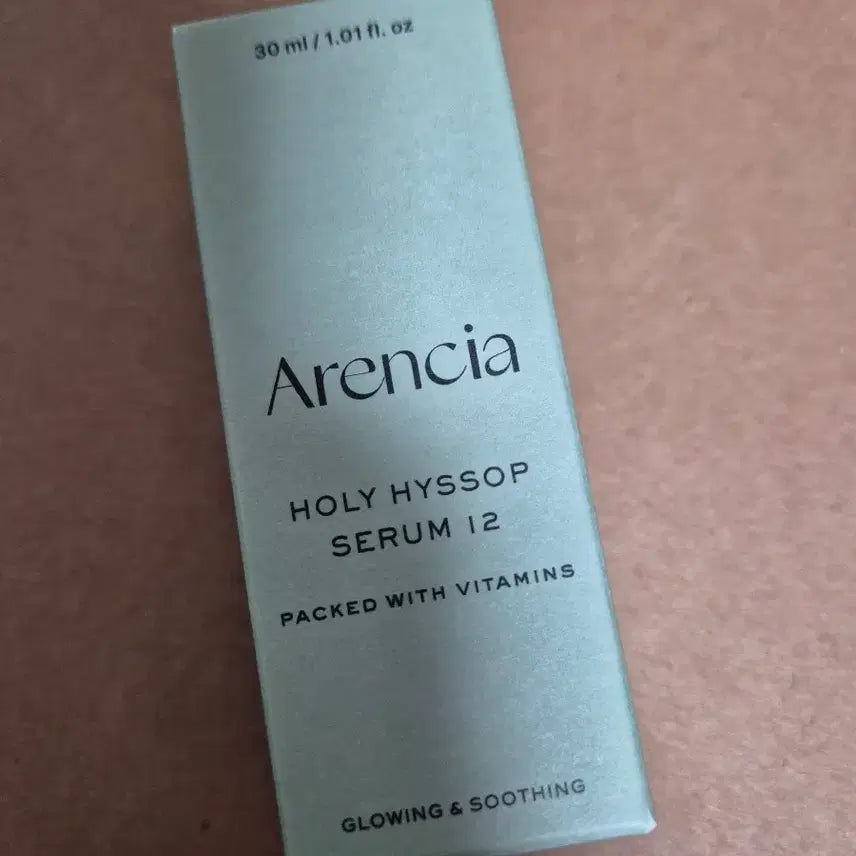 30 ml / 1.01 fl. oz
Arencia
HOLY HYSSOP
SERUM 12
PACKED WITH VITAMINS
GLOWING & SOOTHING